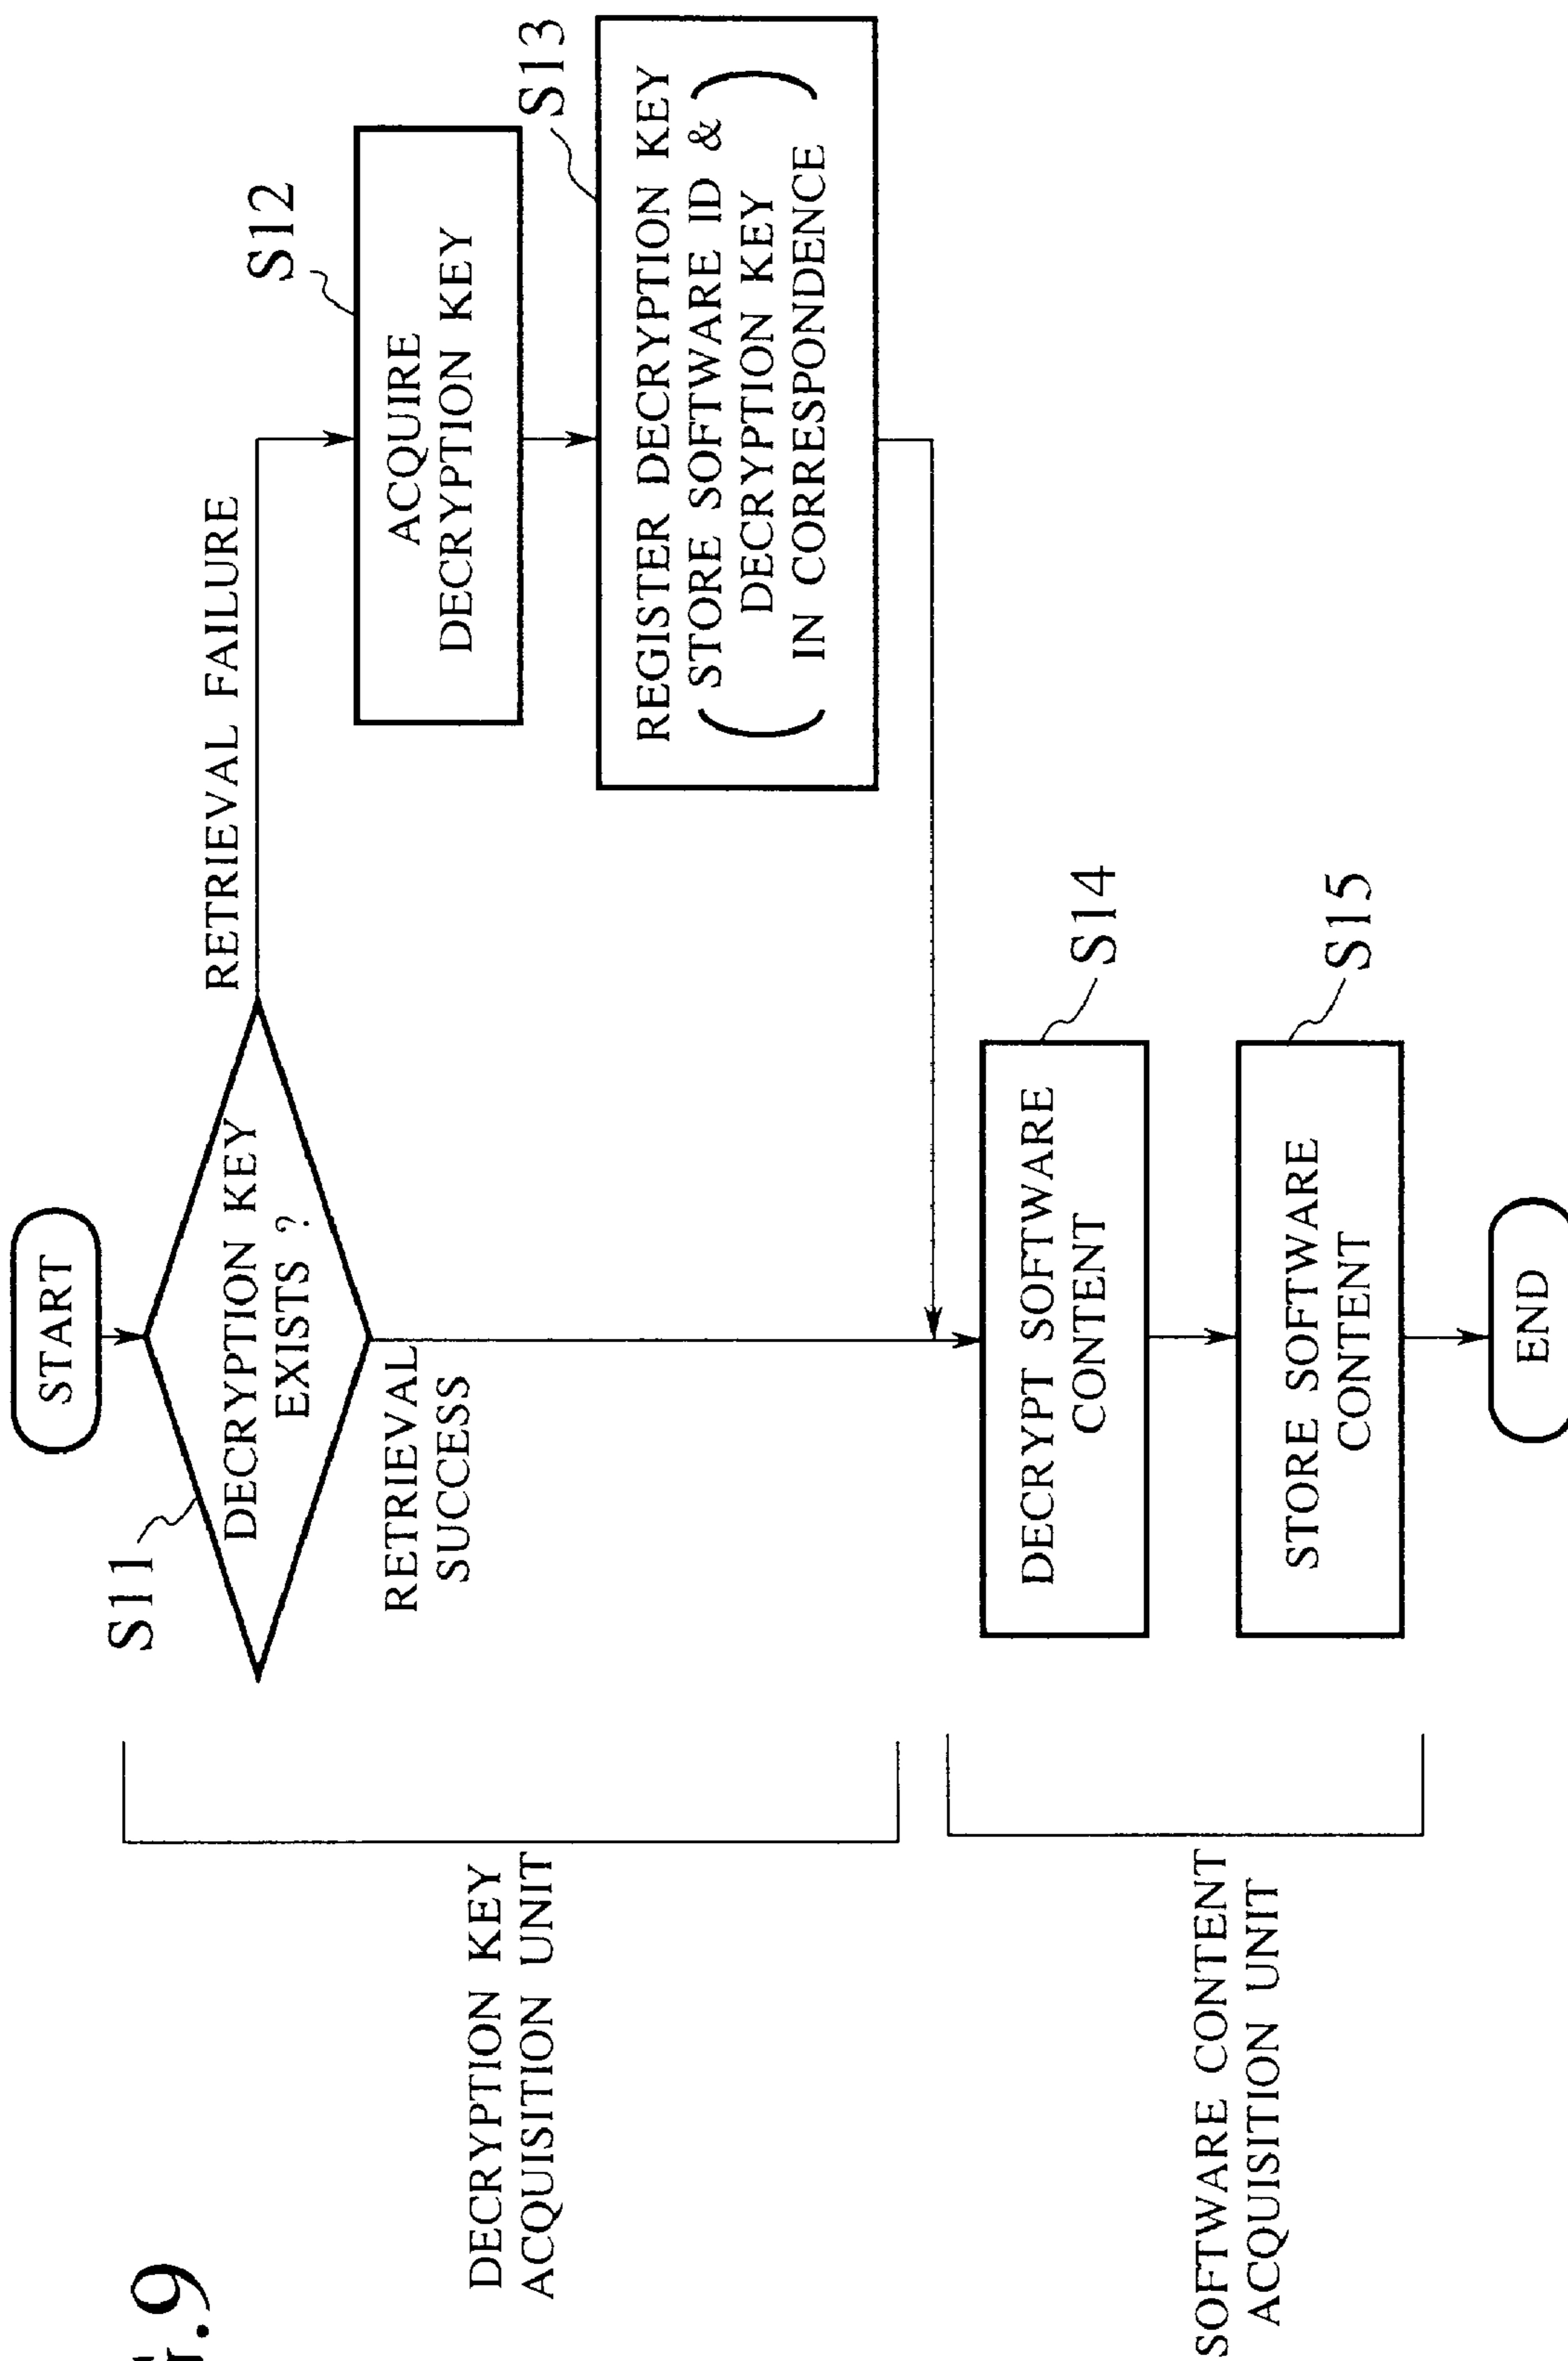 G.9
START
S11
DECRYPTION KEY
EXISTS ?
RETRIEVAL FAILURE
RETRIEVAL
SUCCESS
S12
ACQUIRE
DECRYPTION KEY
S13
REGISTER DECRYPTION KEY
( STORE SOFTWARE ID &
DECRYPTION KEY
IN CORRESPONDENCE )
DECRYPTION KEY
ACQUISITION UNIT
S14
DECRYPT SOFTWARE
CONTENT
S15
STORE SOFTWARE
CONTENT
SOFTWARE CONTENT
ACQUISITION UNIT
END